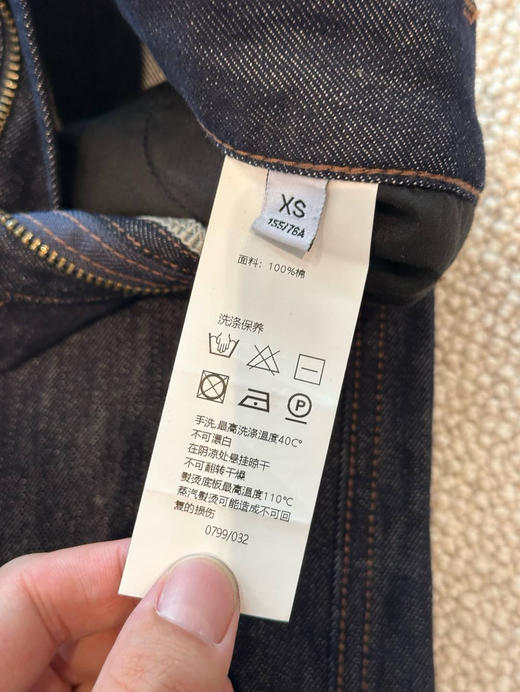 XS
155/76A
面料：100%棉
洗涤保养
P
手洗,最高洗涤温度40C°
不可漂白
在阴凉处悬挂晾干
不可翻转干燥
熨烫底板最高温度110℃
蒸汽熨烫可能造成不可回
复的损伤
0799/032